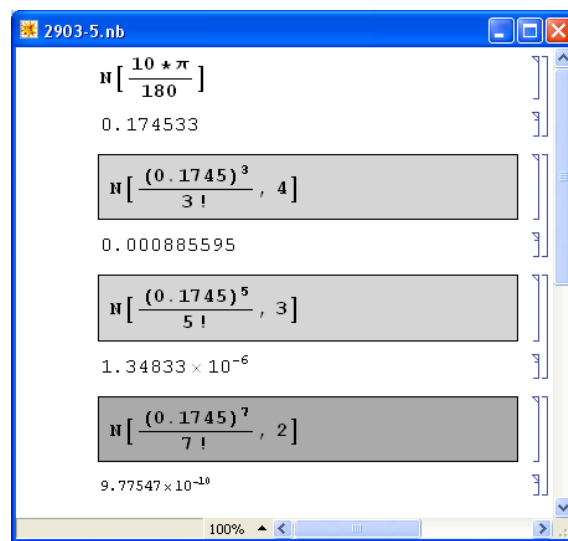 2903-5.nb
N[10 * π / 180]
0.174533
N[(0.1745)³ / 3!, 4]
0.000885595
N[(0.1745)⁵ / 5!, 3]
1.34833 × 10⁻⁶
N[(0.1745)⁷ / 7!, 2]
9.77547 × 10⁻¹⁰
100%